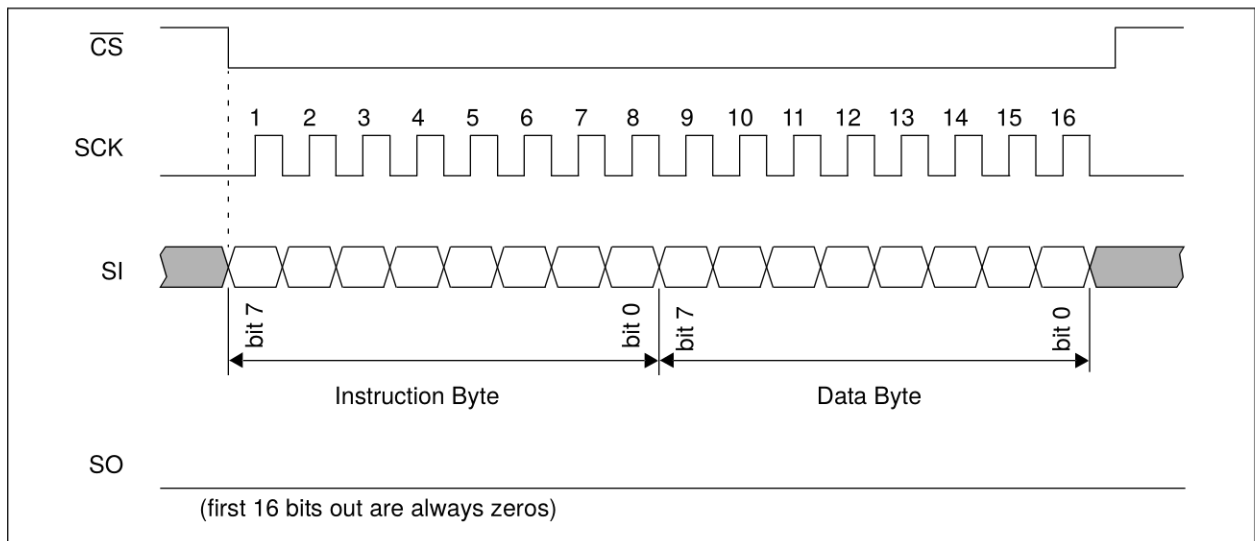 C̅S̅
1 2 3 4 5 6 7 8 9 10 11 12 13 14 15 16
SCK
SI
bit 7
bit 0
bit 7
bit 0
Instruction Byte
Data Byte
SO
(first 16 bits out are always zeros)